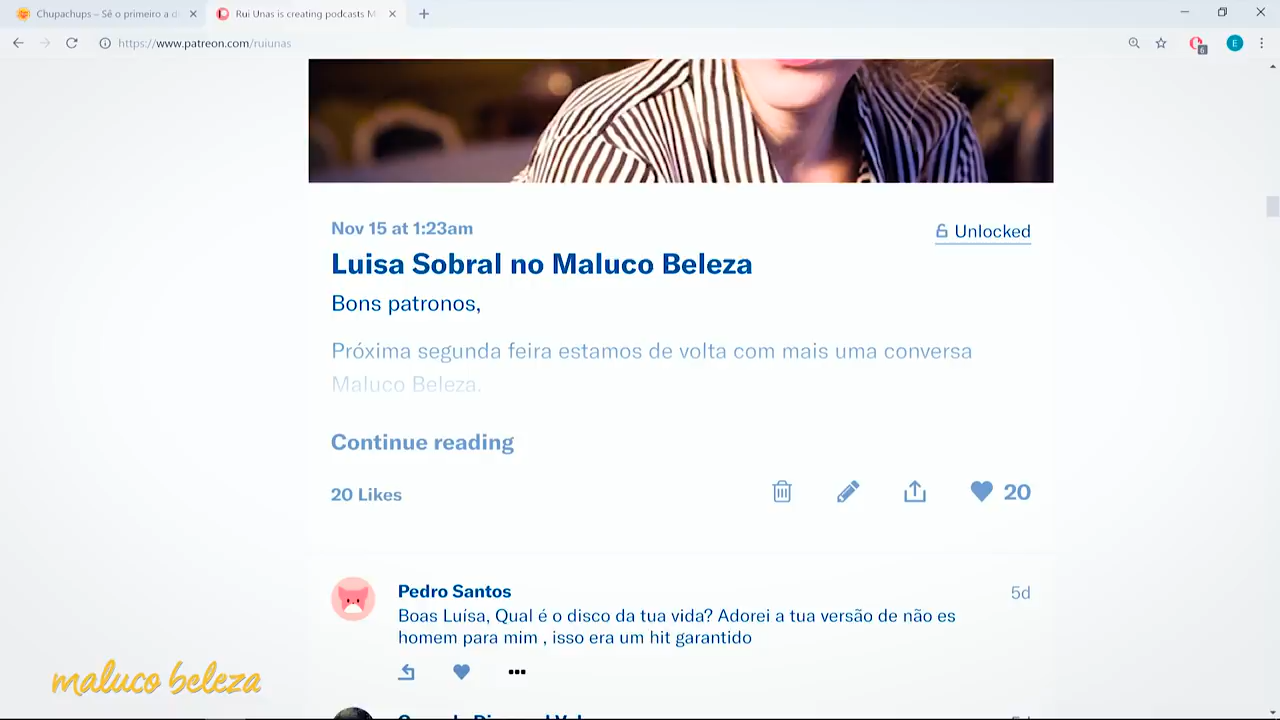 Chupachups – Sê o primeiro a d
Rui Unas is creating podcasts M
https://www.patreon.com/ruiunas
E
6
Nov 15 at 1:23am
Unlocked
Luisa Sobral no Maluco Beleza
Bons patronos,
Próxima segunda feira estamos de volta com mais uma conversa
Maluco Beleza.
Continue reading
20 Likes
20
Pedro Santos
5d
Boas Luísa, Qual é o disco da tua vida? Adorei a tua versão de não es
homem para mim , isso era um hit garantido
maluco beleza